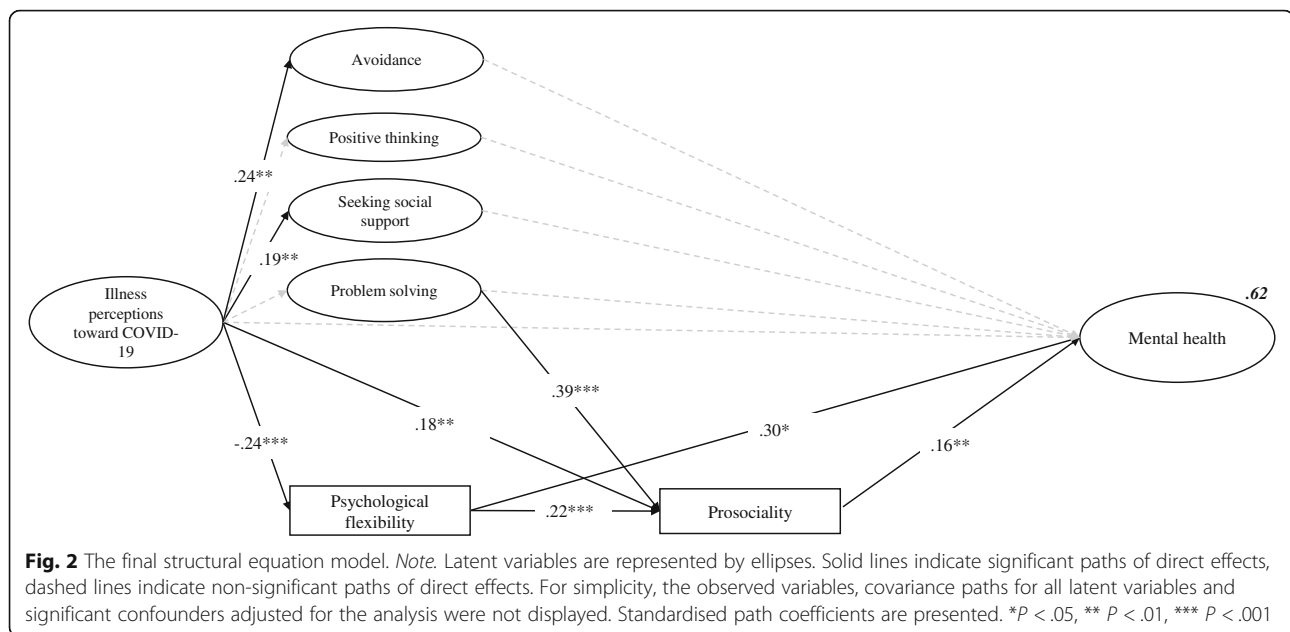 Avoidance
Positive thinking
.24**
Seeking social
support
.19**
Problem solving
.62
Illness
perceptions
toward COVID-
19
Mental health
.39***
.18**
.30*
-.24***
.16**
Psychological
flexibility
.22***
Prosociality
Fig. 2 The final structural equation model. Note. Latent variables are represented by ellipses. Solid lines indicate significant paths of direct effects,
dashed lines indicate non-significant paths of direct effects. For simplicity, the observed variables, covariance paths for all latent variables and
significant confounders adjusted for the analysis were not displayed. Standardised path coefficients are presented. *P < .05, ** P < .01, *** P < .001